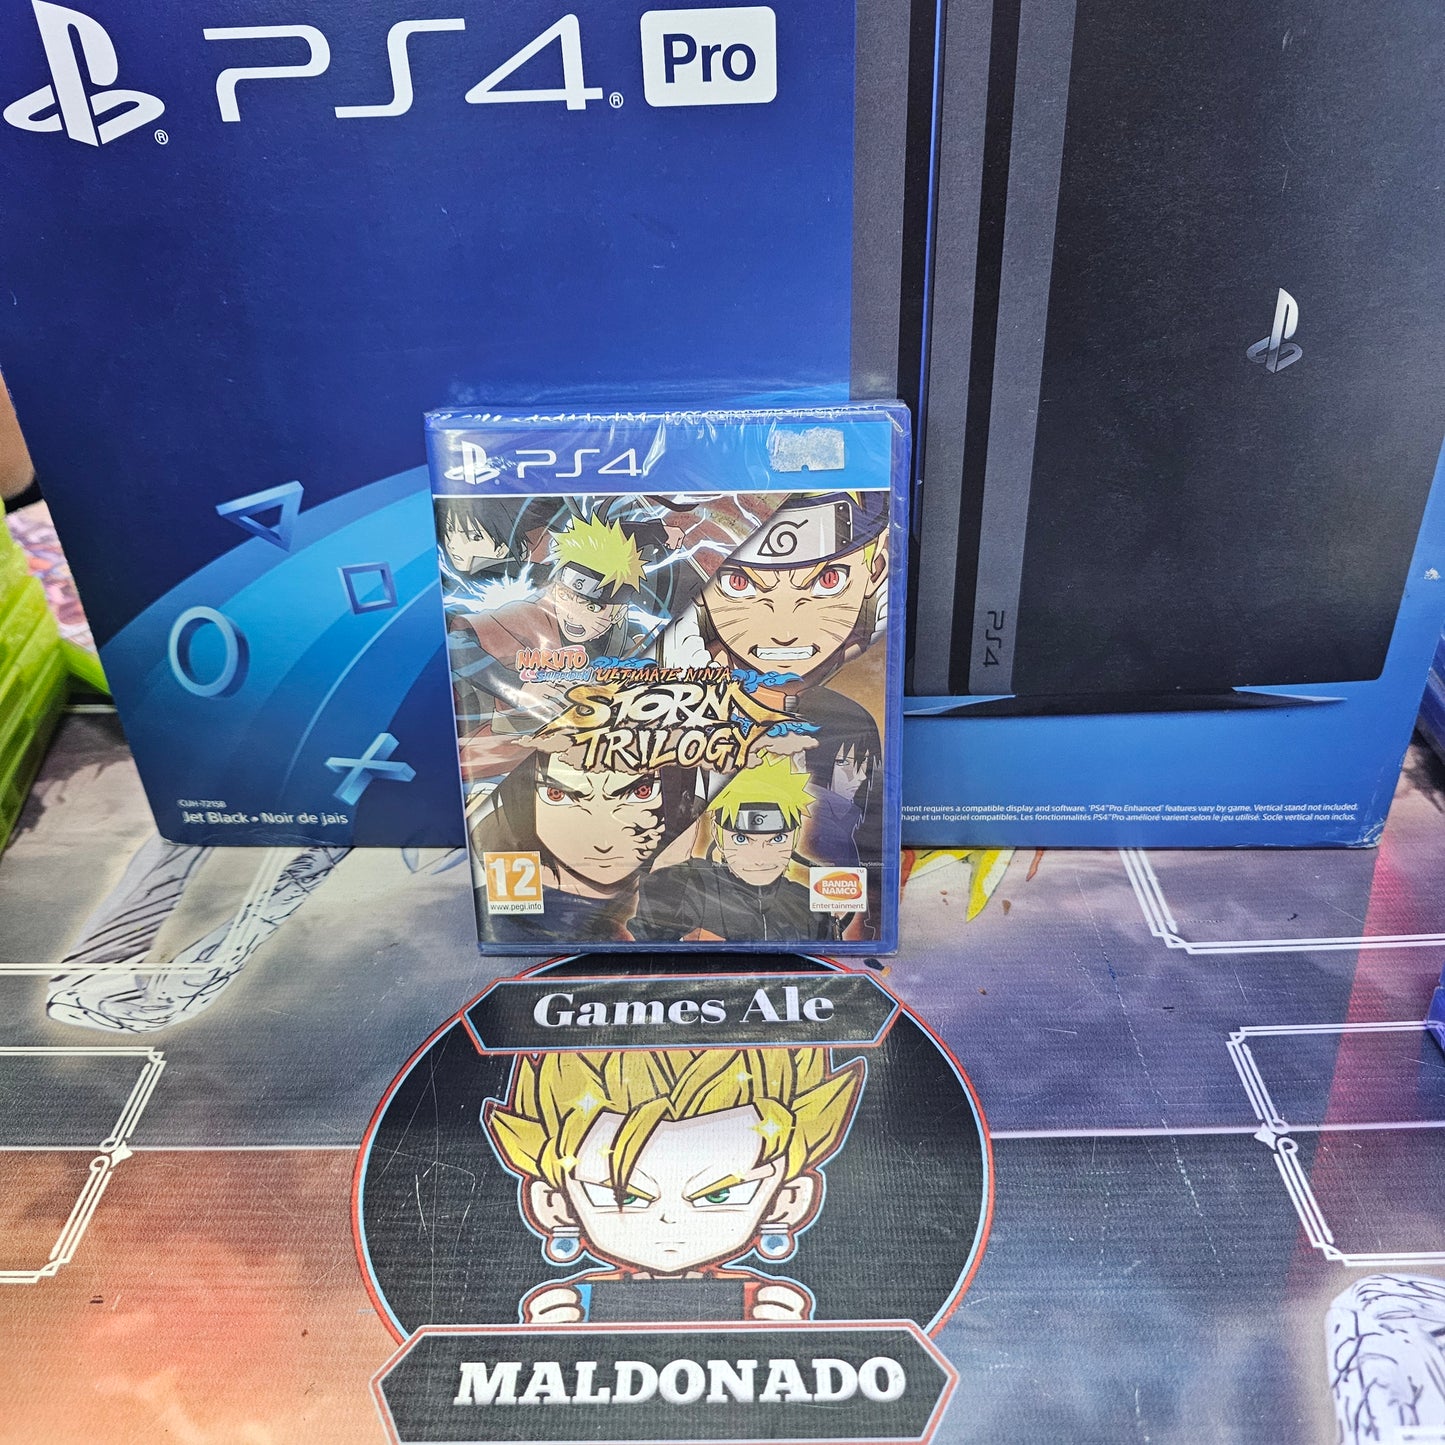 PS4® Pro
CUH-7215B
Jet Black • Noir de jais
PS4
ntent requires a compatible display and software. "PS4™Pro Enhanced" features vary by game. Vertical stand not included.
hage et un logiciel compatibles. Les fonctionnalités PS4™Pro amélioré varient selon le jeu utilisé. Socle vertical non inclus.
PS4
NARUTO
SHIPPUDEN ULTIMATE NINJA
STORM
TRILOGY
12
www.pegi.info
BANDAI
NAMCO
Entertainment
PlayStation
Games Ale
MALDONADO